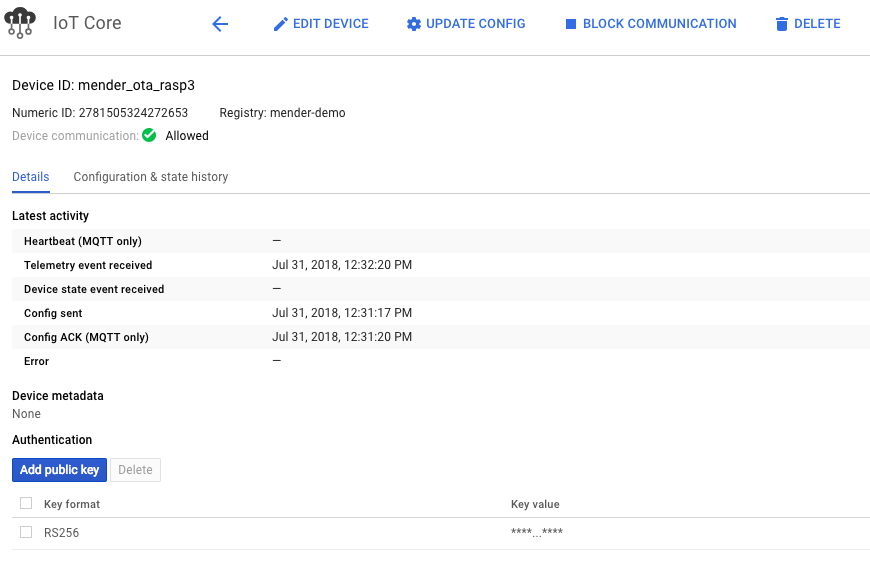 IoT Core EDIT DEVICE UPDATE CONFIG BLOCK COMMUNICATION DELETE
Device ID: mender_ota_rasp3
Numeric ID: 2781505324272653 Registry: mender-demo
Device communication: Allowed
Details Configuration & state history
Latest activity
Heartbeat (MQTT only) —
Telemetry event received Jul 31, 2018, 12:32:20 PM
Device state event received —
Config sent Jul 31, 2018, 12:31:17 PM
Config ACK (MQTT only) Jul 31, 2018, 12:31:20 PM
Error —
Device metadata
None
Authentication
Add public key Delete
Key format Key value
RS256 ****...****